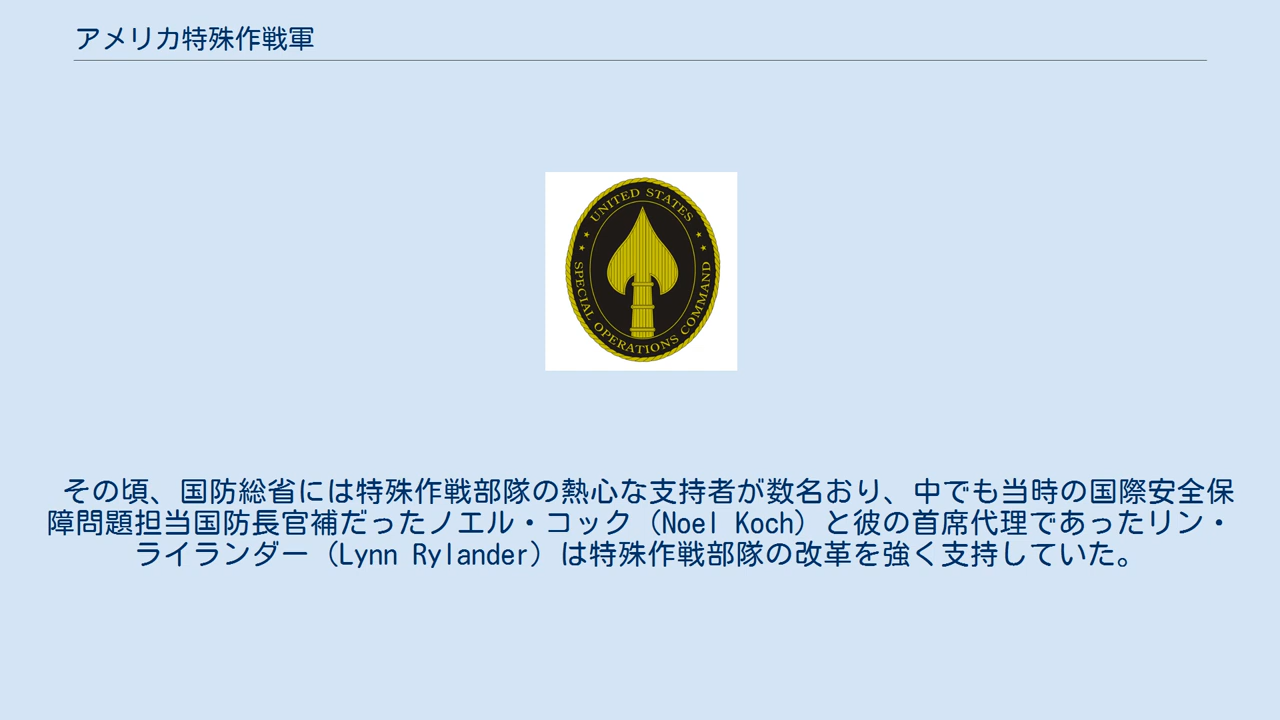 アメリカ特殊作戦軍
UNITED STATES
SPECIAL OPERATIONS COMMAND
その頃、国防総省には特殊作戦部隊の熱心な支持者が数名おり、中でも当時の国際安全保
障問題担当国防長官補だったノエル・コック（Noel Koch）と彼の首席代理であったリン・
ライランダー（Lynn Rylander）は特殊作戦部隊の改革を強く支持していた。